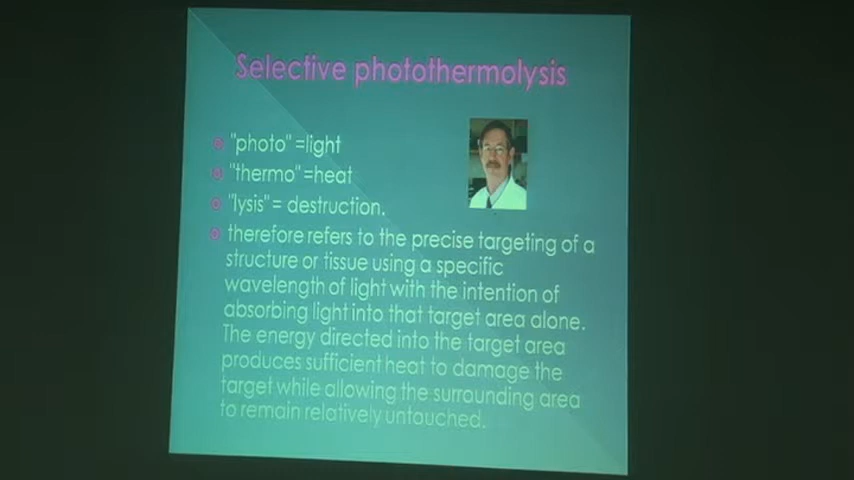 Selective photothermolysis
"photo" =light
"thermo" =heat
"lysis" = destruction.
therefore refers to the precise targeting of a
structure or tissue using a specific
wavelength of light with the intention of
absorbing light into that target area alone.
The energy directed into the target area
produces sufficient heat to damage the
target while allowing the surrounding area
to remain relatively untouched.